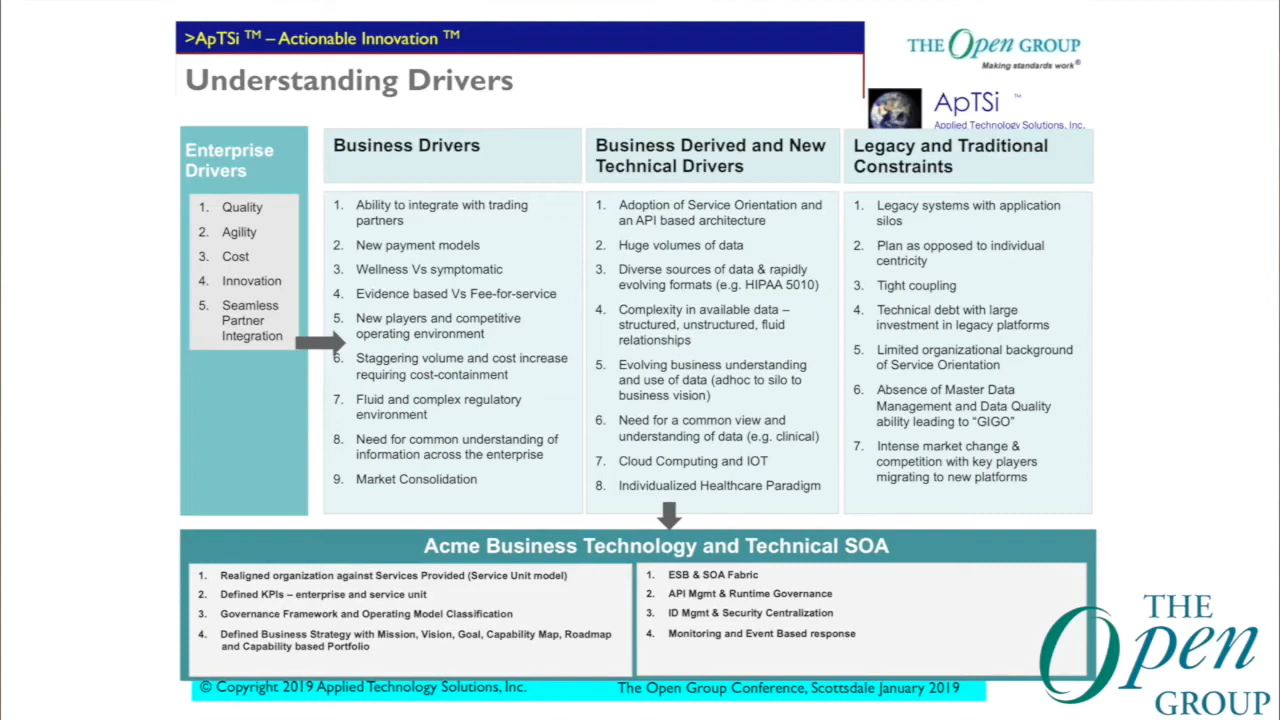 >ApTSi ™ – Actionable Innovation ™
THE Open GROUP
Making standards work®
Understanding Drivers
ApTSi ™
Applied Technology Solutions, Inc.
Enterprise
Drivers
1. Quality
2. Agility
3. Cost
4. Innovation
5. Seamless
Partner
Integration
Business Drivers
1. Ability to integrate with trading
partners
2. New payment models
3. Wellness Vs symptomatic
4. Evidence based Vs Fee-for-service
5. New players and competitive
operating environment
6. Staggering volume and cost increase
requiring cost-containment
7. Fluid and complex regulatory
environment
8. Need for common understanding of
information across the enterprise
9. Market Consolidation
Business Derived and New
Technical Drivers
1. Adoption of Service Orientation and
an API based architecture
2. Huge volumes of data
3. Diverse sources of data & rapidly
evolving formats (e.g. HIPAA 5010)
4. Complexity in available data –
structured, unstructured, fluid
relationships
5. Evolving business understanding
and use of data (adhoc to silo to
business vision)
6. Need for a common view and
understanding of data (e.g. clinical)
7. Cloud Computing and IOT
8. Individualized Healthcare Paradigm
Legacy and Traditional
Constraints
1. Legacy systems with application
silos
2. Plan as opposed to individual
centricity
3. Tight coupling
4. Technical debt with large
investment in legacy platforms
5. Limited organizational background
of Service Orientation
6. Absence of Master Data
Management and Data Quality
ability leading to “GIGO”
7. Intense market change &
competition with key players
migrating to new platforms
Acme Business Technology and Technical SOA
1. Realigned organization against Services Provided (Service Unit model)
2. Defined KPIs – enterprise and service unit
3. Governance Framework and Operating Model Classification
4. Defined Business Strategy with Mission, Vision, Goal, Capability Map, Roadmap
and Capability based Portfolio
1. ESB & SOA Fabric
2. API Mgmt & Runtime Governance
3. ID Mgmt & Security Centralization
4. Monitoring and Event Based response
© Copyright 2019 Applied Technology Solutions, Inc.
The Open Group Conference, Scottsdale January 2019
THE
Open
GROUP